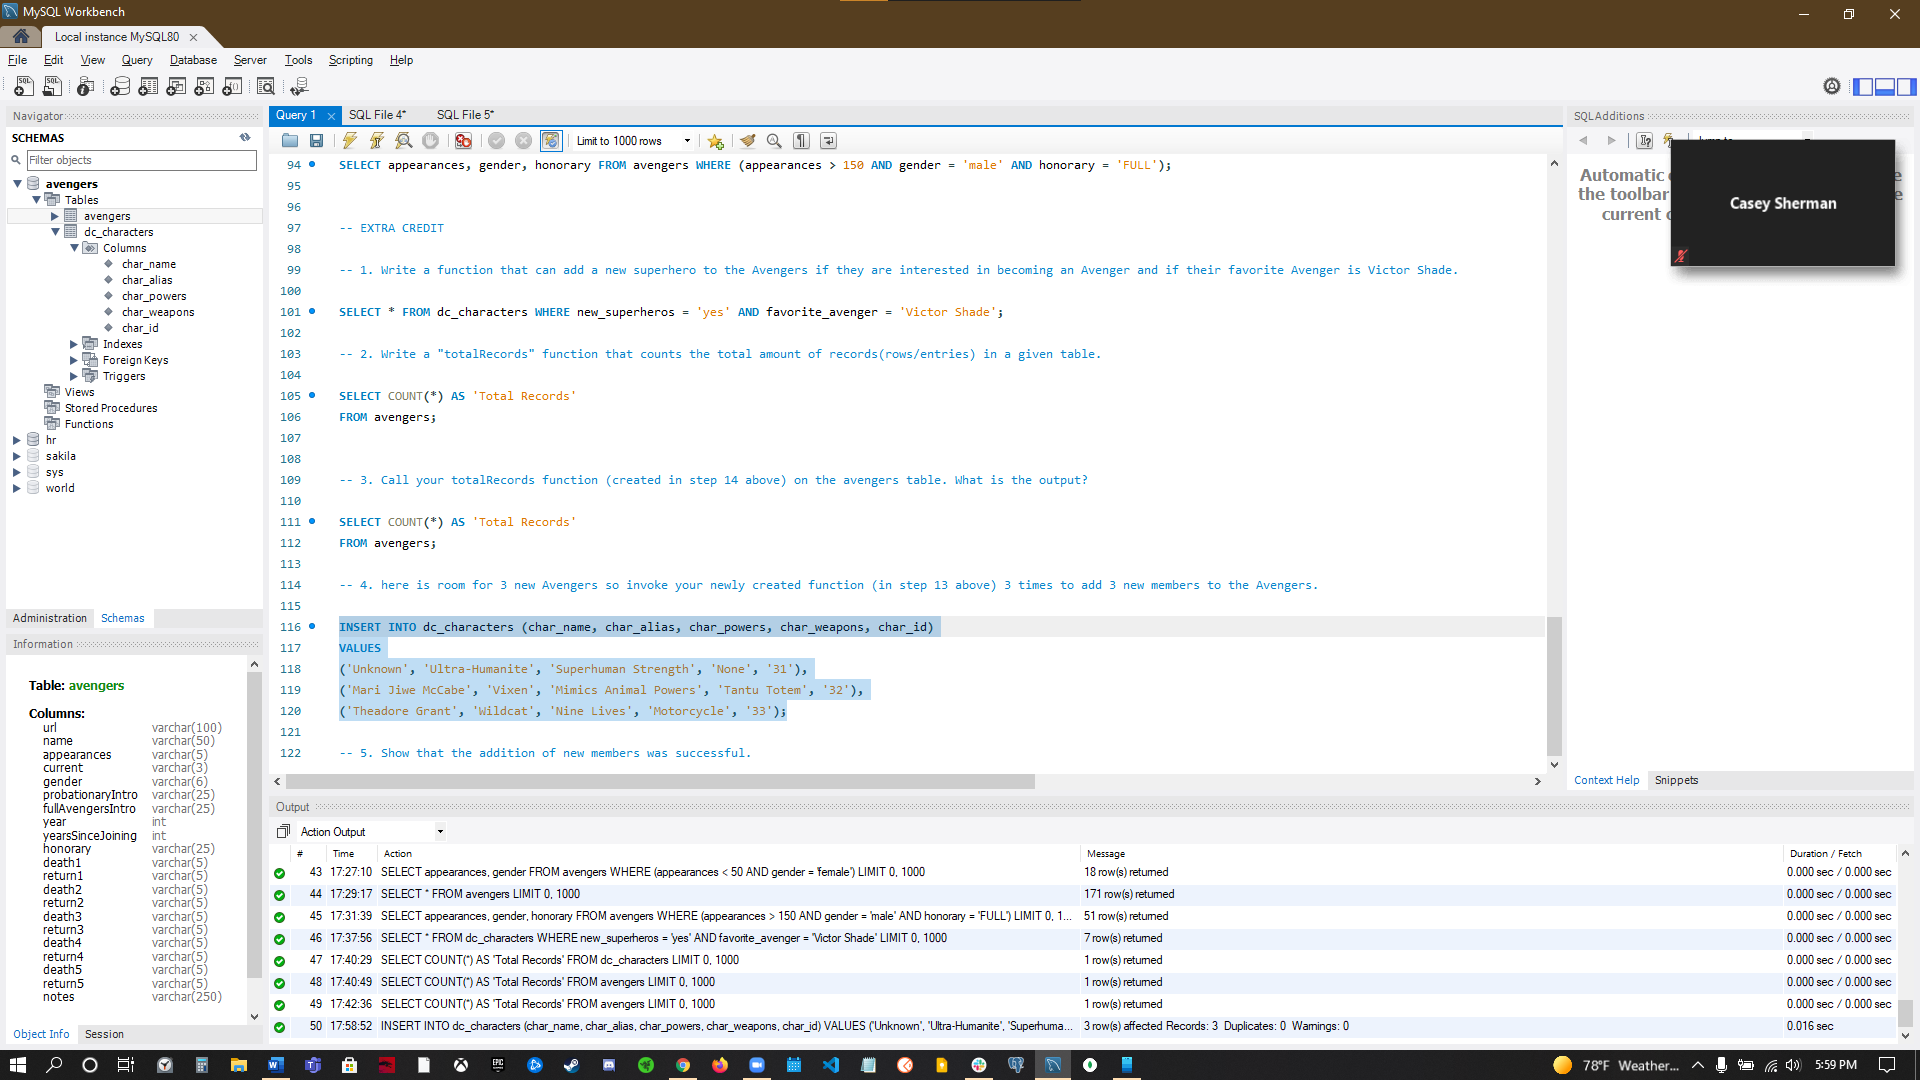 MySQL Workbench
Local instance MySQL80
File Edit View Query Database Server Tools Scripting Help
Navigator
SCHEMAS
Filter objects
avengers
Tables
avengers
dc_characters
Columns
char_name
char_alias
char_powers
char_weapons
char_id
Indexes
Foreign Keys
Triggers
Views
Stored Procedures
Functions
hr
sakila
sys
world
Administration Schemas
Information
Table: avengers
Columns:
url varchar(100)
name varchar(50)
appearances varchar(5)
current varchar(3)
gender varchar(6)
probationaryIntro varchar(25)
fullAvengersIntro varchar(25)
year int
yearsSinceJoining int
honorary varchar(25)
death1 varchar(5)
return1 varchar(5)
death2 varchar(5)
return2 varchar(5)
death3 varchar(5)
return3 varchar(5)
death4 varchar(5)
return4 varchar(5)
death5 varchar(5)
return5 varchar(5)
notes varchar(250)
Object Info Session
Query 1 SQL File 4* SQL File 5*
Limit to 1000 rows
94 SELECT appearances, gender, honorary FROM avengers WHERE (appearances > 150 AND gender = 'male' AND honorary = 'FULL');
95
96
97 -- EXTRA CREDIT
98
99 -- 1. Write a function that can add a new superhero to the Avengers if they are interested in becoming an Avenger and if their favorite Avenger is Victor Shade.
100
101 SELECT * FROM dc_characters WHERE new_superheros = 'yes' AND favorite_avenger = 'Victor Shade';
102
103 -- 2. Write a "totalRecords" function that counts the total amount of records(rows/entries) in a given table.
104
105 SELECT COUNT(*) AS 'Total Records'
106 FROM avengers;
107
108
109 -- 3. Call your totalRecords function (created in step 14 above) on the avengers table. What is the output?
110
111 SELECT COUNT(*) AS 'Total Records'
112 FROM avengers;
113
114 -- 4. here is room for 3 new Avengers so invoke your newly created function (in step 13 above) 3 times to add 3 new members to the Avengers.
115
116 INSERT INTO dc_characters (char_name, char_alias, char_powers, char_weapons, char_id)
117 VALUES
118 ('Unknown', 'Ultra-Humanite', 'Superhuman Strength', 'None', '31'),
119 ('Mari Jiwe McCabe', 'Vixen', 'Mimics Animal Powers', 'Tantu Totem', '32'),
120 ('Theadore Grant', 'Wildcat', 'Nine Lives', 'Motorcycle', '33');
121
122 -- 5. Show that the addition of new members was successful.
SQLAdditions
Automatic
the toolbar
current
Casey Sherman
Context Help Snippets
Output
Action Output
# Time Action Message Duration / Fetch
43 17:27:10 SELECT appearances, gender FROM avengers WHERE (appearances < 50 AND gender = 'female') LIMIT 0, 1000 18 row(s) returned 0.000 sec / 0.000 sec
44 17:29:17 SELECT * FROM avengers LIMIT 0, 1000 171 row(s) returned 0.000 sec / 0.000 sec
45 17:31:39 SELECT appearances, gender, honorary FROM avengers WHERE (appearances > 150 AND gender = 'male' AND honorary = 'FULL') LIMIT 0, 1... 51 row(s) returned 0.000 sec / 0.000 sec
46 17:37:56 SELECT * FROM dc_characters WHERE new_superheros = 'yes' AND favorite_avenger = 'Victor Shade' LIMIT 0, 1000 7 row(s) returned 0.000 sec / 0.000 sec
47 17:40:29 SELECT COUNT(*) AS 'Total Records' FROM dc_characters LIMIT 0, 1000 1 row(s) returned 0.000 sec / 0.000 sec
48 17:40:49 SELECT COUNT(*) AS 'Total Records' FROM avengers LIMIT 0, 1000 1 row(s) returned 0.000 sec / 0.000 sec
49 17:42:36 SELECT COUNT(*) AS 'Total Records' FROM avengers LIMIT 0, 1000 1 row(s) returned 0.000 sec / 0.000 sec
50 17:58:52 INSERT INTO dc_characters (char_name, char_alias, char_powers, char_weapons, char_id) VALUES ('Unknown', 'Ultra-Humanite', 'Superhuma... 3 row(s) affected Records: 3 Duplicates: 0 Warnings: 0 0.016 sec
78°F Weather... 5:59 PM